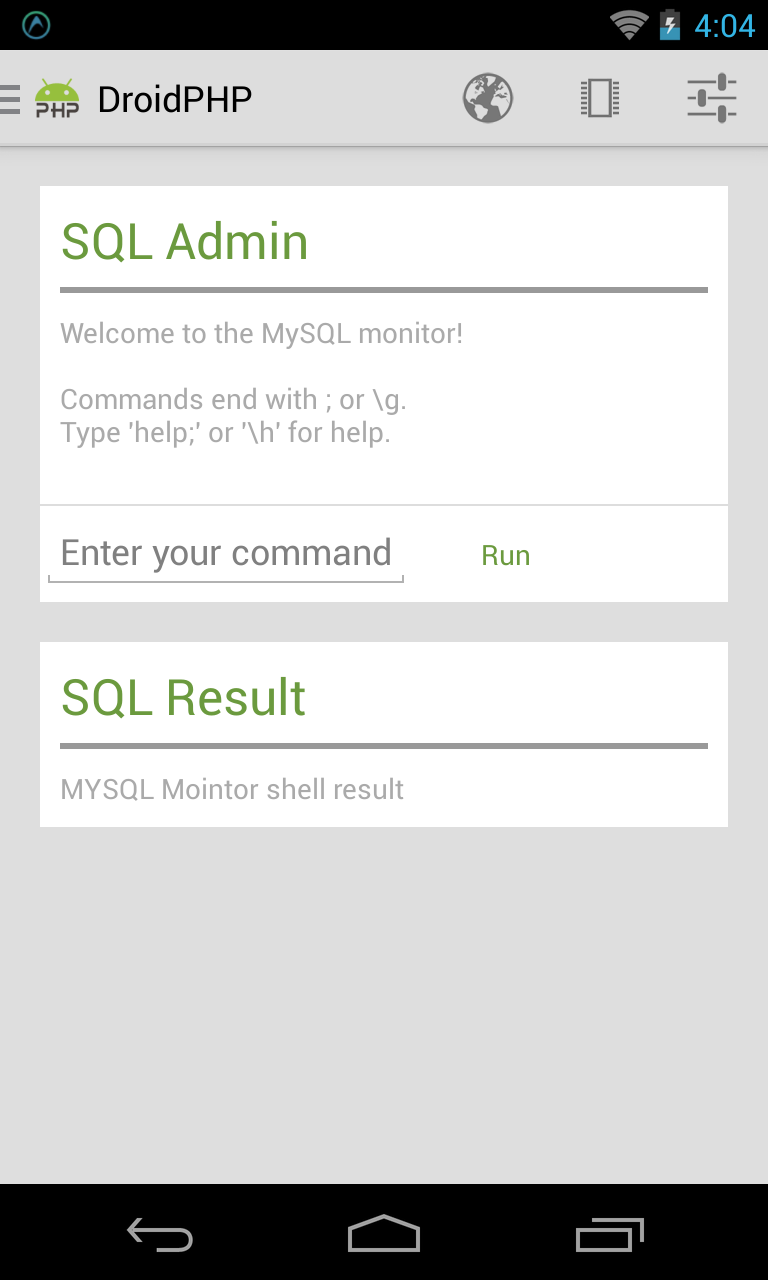 4:04
PHP
DroidPHP
SQL Admin
Welcome to the MySQL monitor!
Commands end with ; or \g.
Type 'help;' or '\h' for help.
Enter your command
Run
SQL Result
MYSQL Mointor shell result